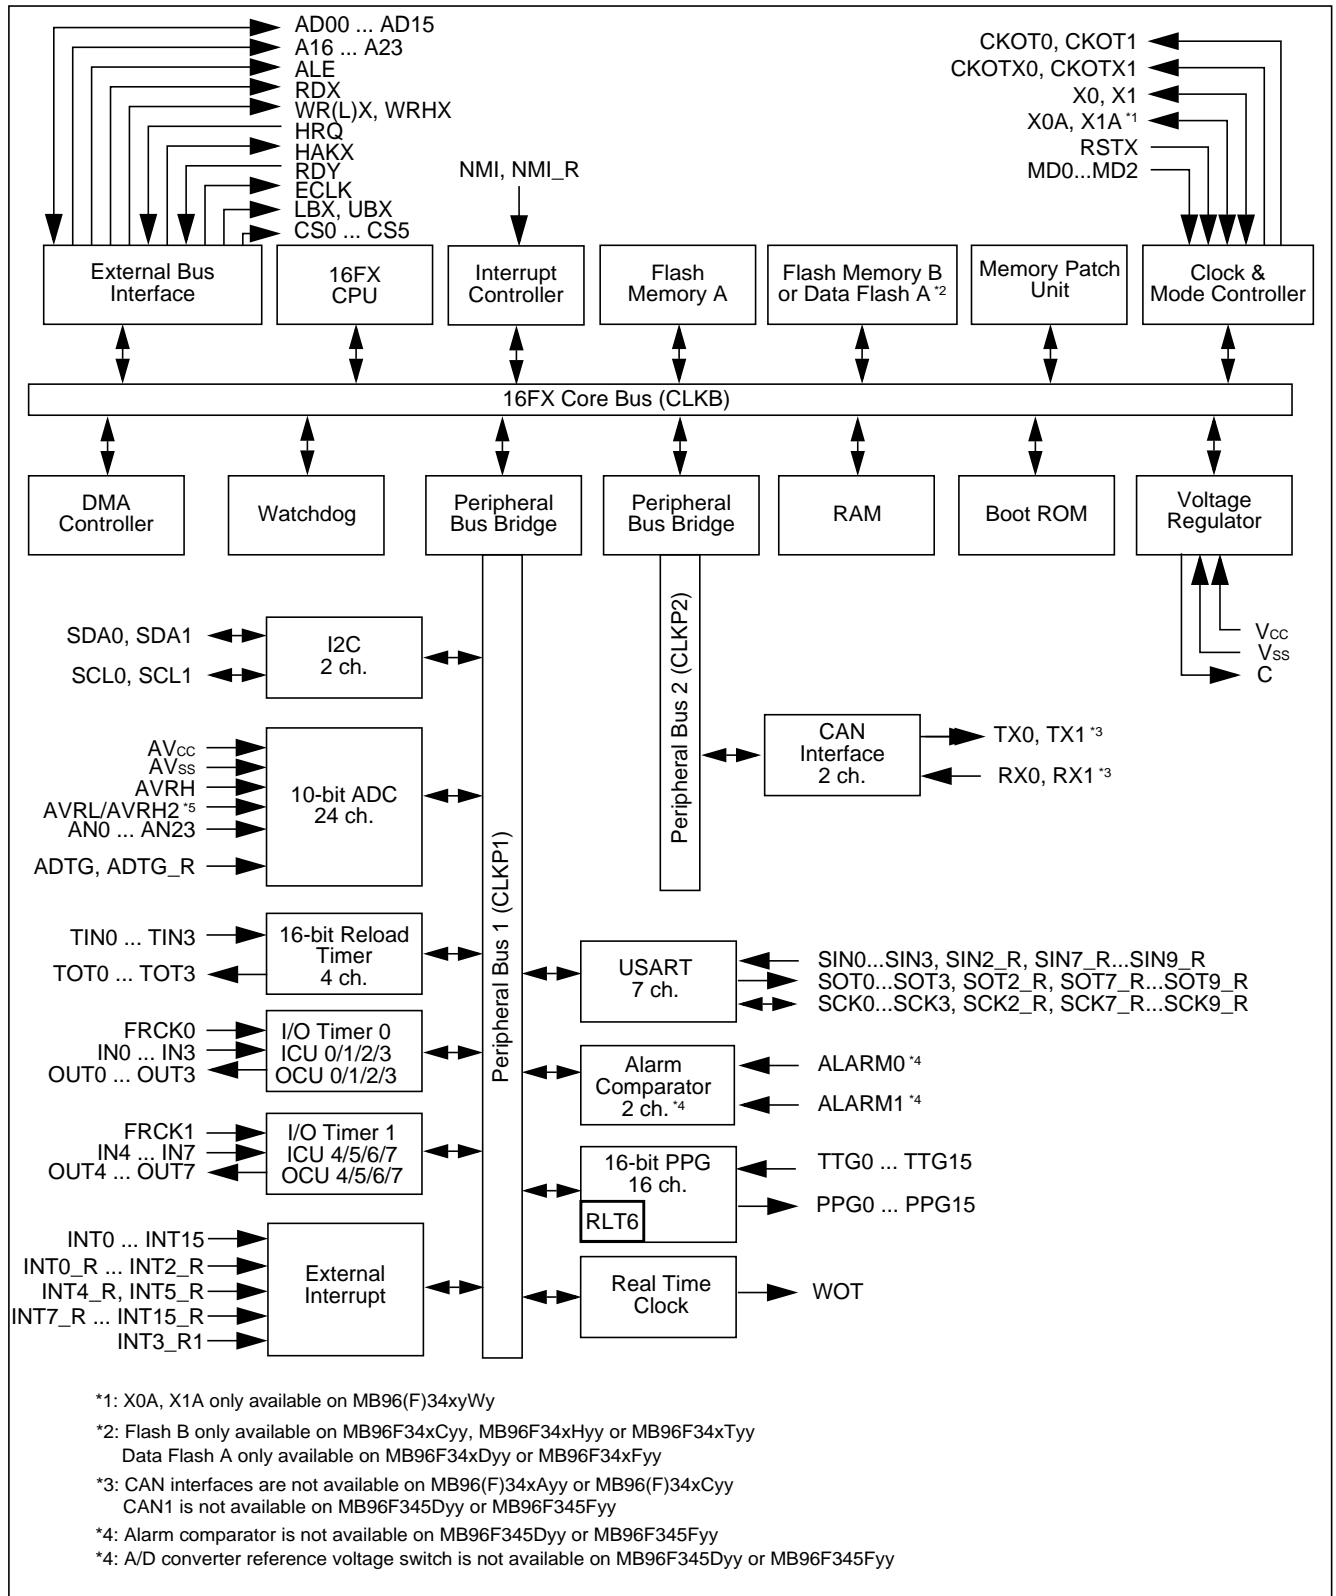 AD00 ... AD15
A16 ... A23
ALE
RDX
WR(L)X, WRHX
HRQ
HAKX
RDY
ECLK
LBX, UBX
CS0 ... CS5
NMI, NMI_R
CKOT0, CKOT1
CKOTX0, CKOTX1
X0, X1
X0A, X1A *1
RSTX
MD0...MD2
External Bus
Interface
16FX
CPU
Interrupt
Controller
Flash
Memory A
Flash Memory B
or Data Flash A *2
Memory Patch
Unit
Clock &
Mode Controller
16FX Core Bus (CLKB)
DMA
Controller
Watchdog
Peripheral
Bus Bridge
Peripheral
Bus Bridge
RAM
Boot ROM
Voltage
Regulator
VCC
VSS
C
Peripheral Bus 1 (CLKP1)
Peripheral Bus 2 (CLKP2)
SDA0, SDA1
SCL0, SCL1
I2C
2 ch.
AVCC
AVSS
AVRH
AVRL/AVRH2 *5
AN0 ... AN23
ADTG, ADTG_R
10-bit ADC
24 ch.
TIN0 ... TIN3
TOT0 ... TOT3
16-bit Reload
Timer
4 ch.
FRCK0
IN0 ... IN3
OUT0 ... OUT3
I/O Timer 0
ICU 0/1/2/3
OCU 0/1/2/3
FRCK1
IN4 ... IN7
OUT4 ... OUT7
I/O Timer 1
ICU 4/5/6/7
OCU 4/5/6/7
INT0 ... INT15
INT0_R ... INT2_R
INT4_R, INT5_R
INT7_R ... INT15_R
INT3_R1
External
Interrupt
CAN
Interface
2 ch.
TX0, TX1 *3
RX0, RX1 *3
USART
7 ch.
SIN0...SIN3, SIN2_R, SIN7_R...SIN9_R
SOT0...SOT3, SOT2_R, SOT7_R...SOT9_R
SCK0...SCK3, SCK2_R, SCK7_R...SCK9_R
Alarm
Comparator
2 ch. *4
ALARM0 *4
ALARM1 *4
16-bit PPG
16 ch.
RLT6
TTG0 ... TTG15
PPG0 ... PPG15
Real Time
Clock
WOT
*1: X0A, X1A only available on MB96(F)34xyWy
*2: Flash B only available on MB96F34xCyy, MB96F34xHyy or MB96F34xTyy
Data Flash A only available on MB96F34xDyy or MB96F34xFyy
*3: CAN interfaces are not available on MB96(F)34xAyy or MB96(F)34xCyy
CAN1 is not available on MB96F345Dyy or MB96F345Fyy
*4: Alarm comparator is not available on MB96F345Dyy or MB96F345Fyy
*4: A/D converter reference voltage switch is not available on MB96F345Dyy or MB96F345Fyy